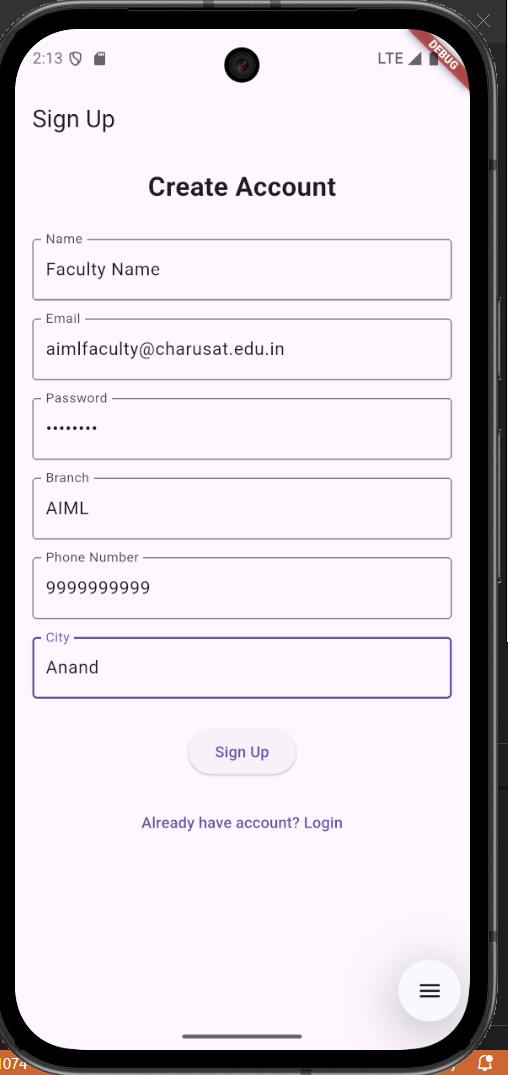 2:13
LTE
DEBUG
Sign Up
Create Account
Name
Faculty Name
Email
aimlfaculty@charusat.edu.in
Password
••••••••
Branch
AIML
Phone Number
9999999999
City
Anand
Sign Up
Already have account? Login
1074